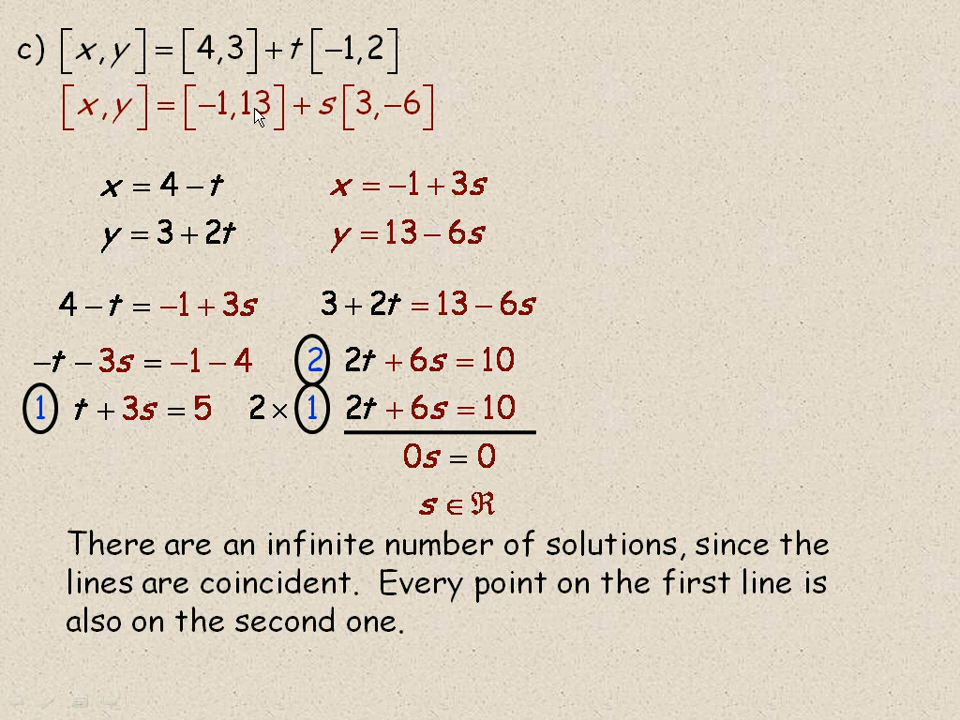 c) [x, y] = [4,3] + t [−1,2]
[x, y] = [−1,13] + s [3,−6]
x = 4 − t x = −1 + 3s
y = 3 + 2t y = 13 − 6s
4 − t = −1 + 3s 3 + 2t = 13 − 6s
−t − 3s = −1 − 4 2 2t + 6s = 10
1 t + 3s = 5 2 × 1 2t + 6s = 10
0s = 0
s ∈ ℜ
There are an infinite number of solutions, since the
lines are coincident. Every point on the first line is
also on the second one.